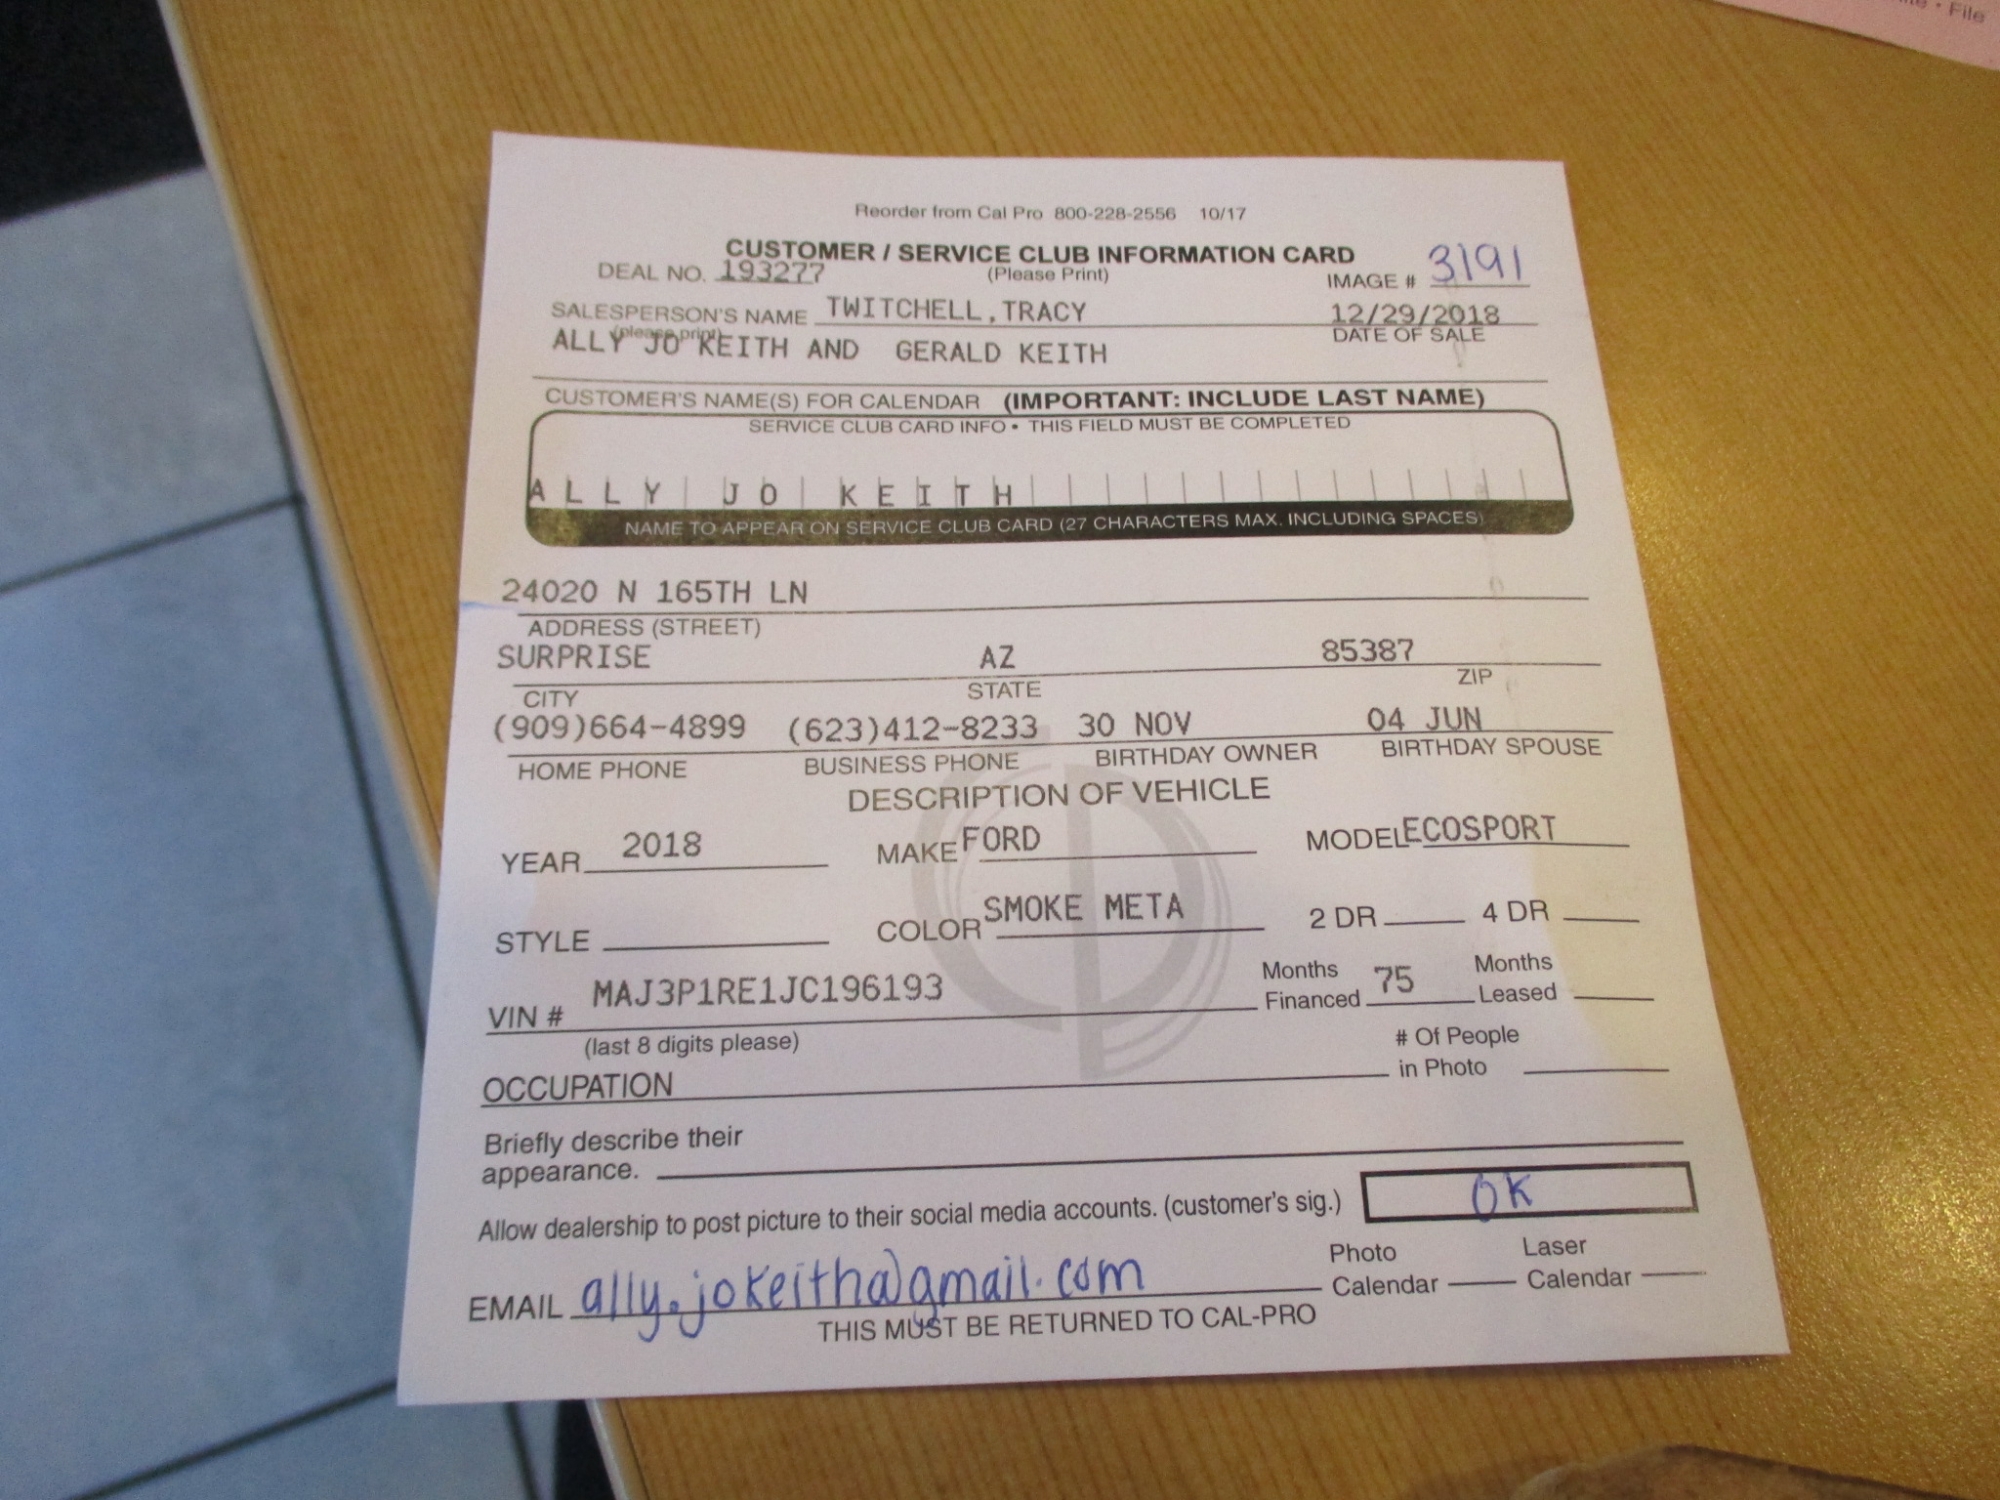 File
Reorder from Cal Pro 800-228-2556 10/17
CUSTOMER / SERVICE CLUB INFORMATION CARD
DEAL NO. 193277 (Please Print) IMAGE # 3191
SALESPERSON'S NAME TWITCHELL, TRACY 12/29/2018
(please print) DATE OF SALE
ALLY JO KEITH AND GERALD KEITH
CUSTOMER'S NAME(S) FOR CALENDAR (IMPORTANT: INCLUDE LAST NAME)
SERVICE CLUB CARD INFO • THIS FIELD MUST BE COMPLETED
ALLY JO KEITH
NAME TO APPEAR ON SERVICE CLUB CARD (27 CHARACTERS MAX. INCLUDING SPACES)
24020 N 165TH LN
ADDRESS (STREET)
SURPRISE AZ 85387
CITY STATE ZIP
(909)664-4899 (623)412-8233 30 NOV 04 JUN
HOME PHONE BUSINESS PHONE BIRTHDAY OWNER BIRTHDAY SPOUSE
DESCRIPTION OF VEHICLE
YEAR 2018 MAKE FORD MODEL ECOSPORT
STYLE COLOR SMOKE META 2 DR 4 DR
VIN # MAJ3P1RE1JC196193 Months Financed 75 Months Leased
(last 8 digits please)
OCCUPATION # Of People in Photo
Briefly describe their
appearance.
Allow dealership to post picture to their social media accounts. (customer's sig.) OK
EMAIL ally.jokeith@gmail.com Photo Calendar Laser Calendar
THIS MUST BE RETURNED TO CAL-PRO